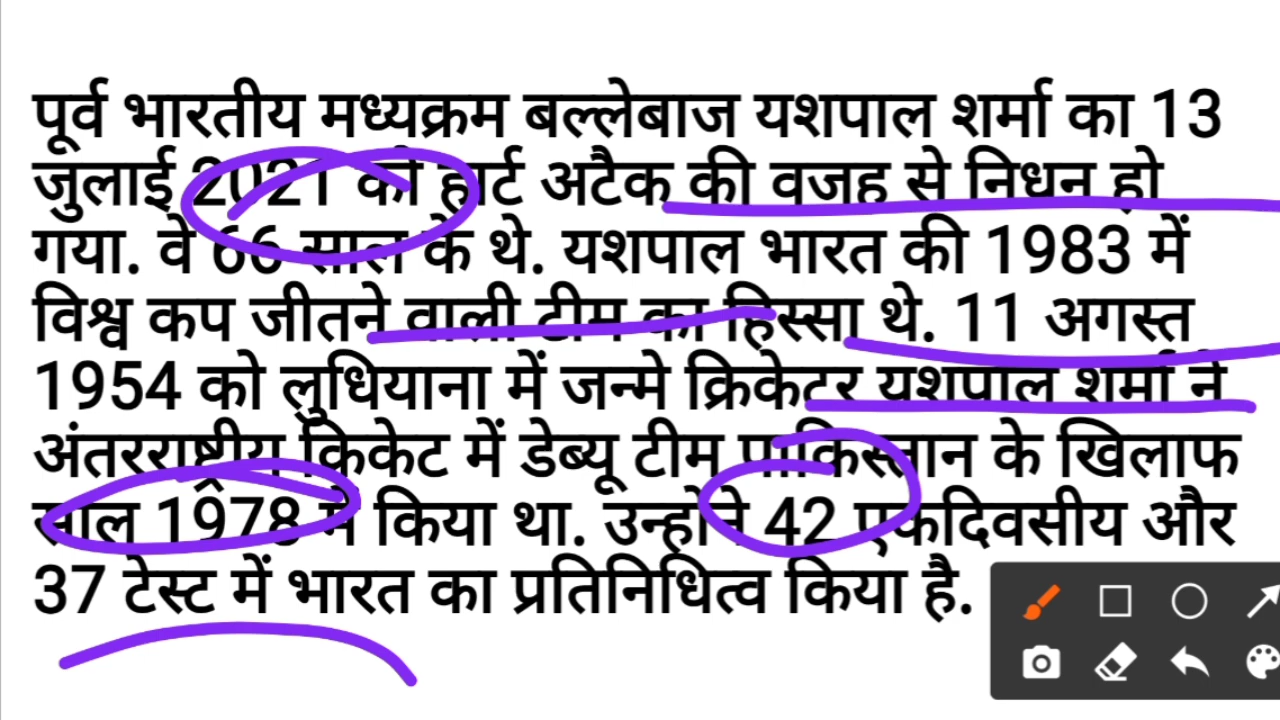 पूर्व भारतीय मध्यक्रम बल्लेबाज यशपाल शर्मा का 13
जुलाई 2021 को हार्ट अटैक की वजह से निधन हो
गया. वे 66 साल के थे. यशपाल भारत की 1983 में
विश्व कप जीतने वाली टीम का हिस्सा थे. 11 अगस्त
1954 को लुधियाना में जन्मे क्रिकेटर यशपाल शर्मा ने
अंतरराष्ट्रीय क्रिकेट में डेब्यू टीम पाकिस्तान के खिलाफ
साल 1978 में किया था. उन्होंने 42 एकदिवसीय और
37 टेस्ट में भारत का प्रतिनिधित्व किया है.